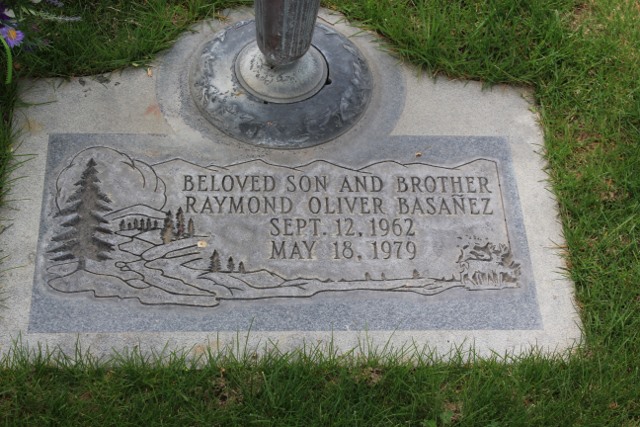 BELOVED SON AND BROTHER
RAYMOND OLIVER BASAÑEZ
SEPT. 12, 1962
MAY 18, 1979